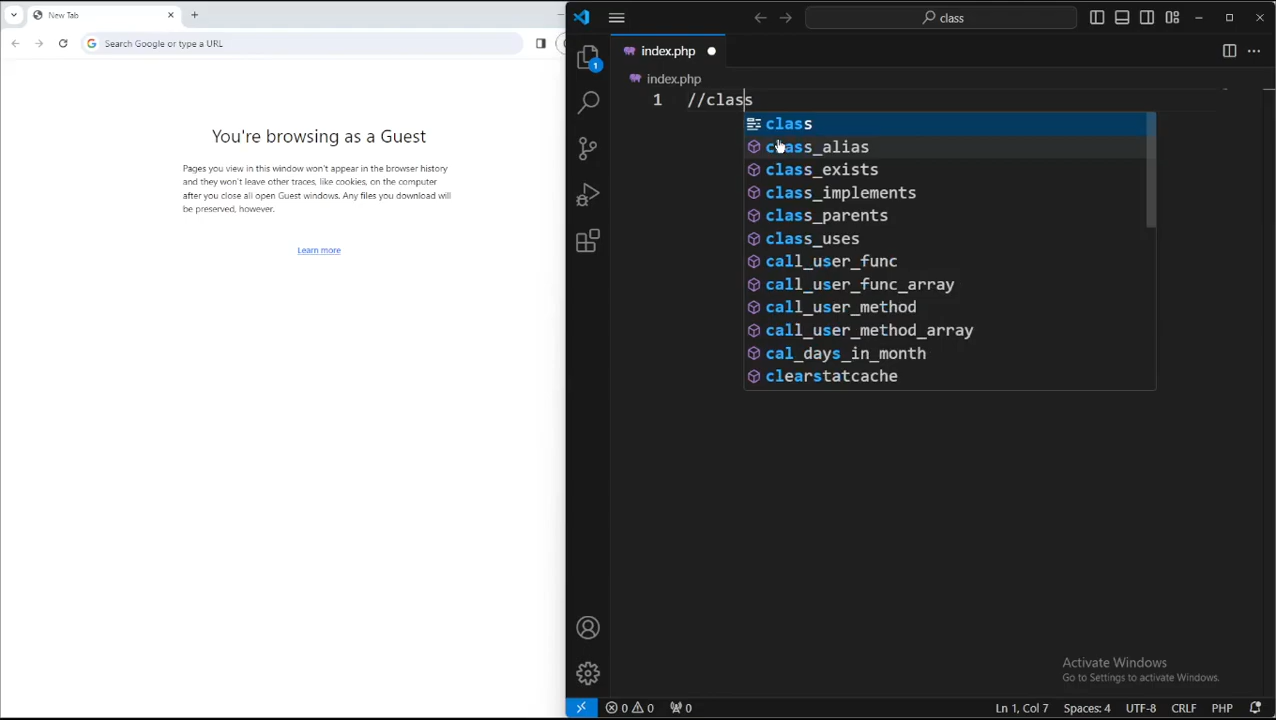 New Tab
Search Google or type a URL
You're browsing as a Guest
Pages you view in this window won't appear in the browser history
and they won't leave other traces, like cookies, on the computer
after you close all open Guest windows. Any files you download will
be preserved, however.
Learn more
class
index.php
index.php
1
1 //class
class
class_alias
class_exists
class_implements
class_parents
class_uses
call_user_func
call_user_func_array
call_user_method
call_user_method_array
cal_days_in_month
clearstatcache
Activate Windows
Go to Settings to activate Windows.
0 0 0 Ln 1, Col 7 Spaces: 4 UTF-8 CRLF PHP